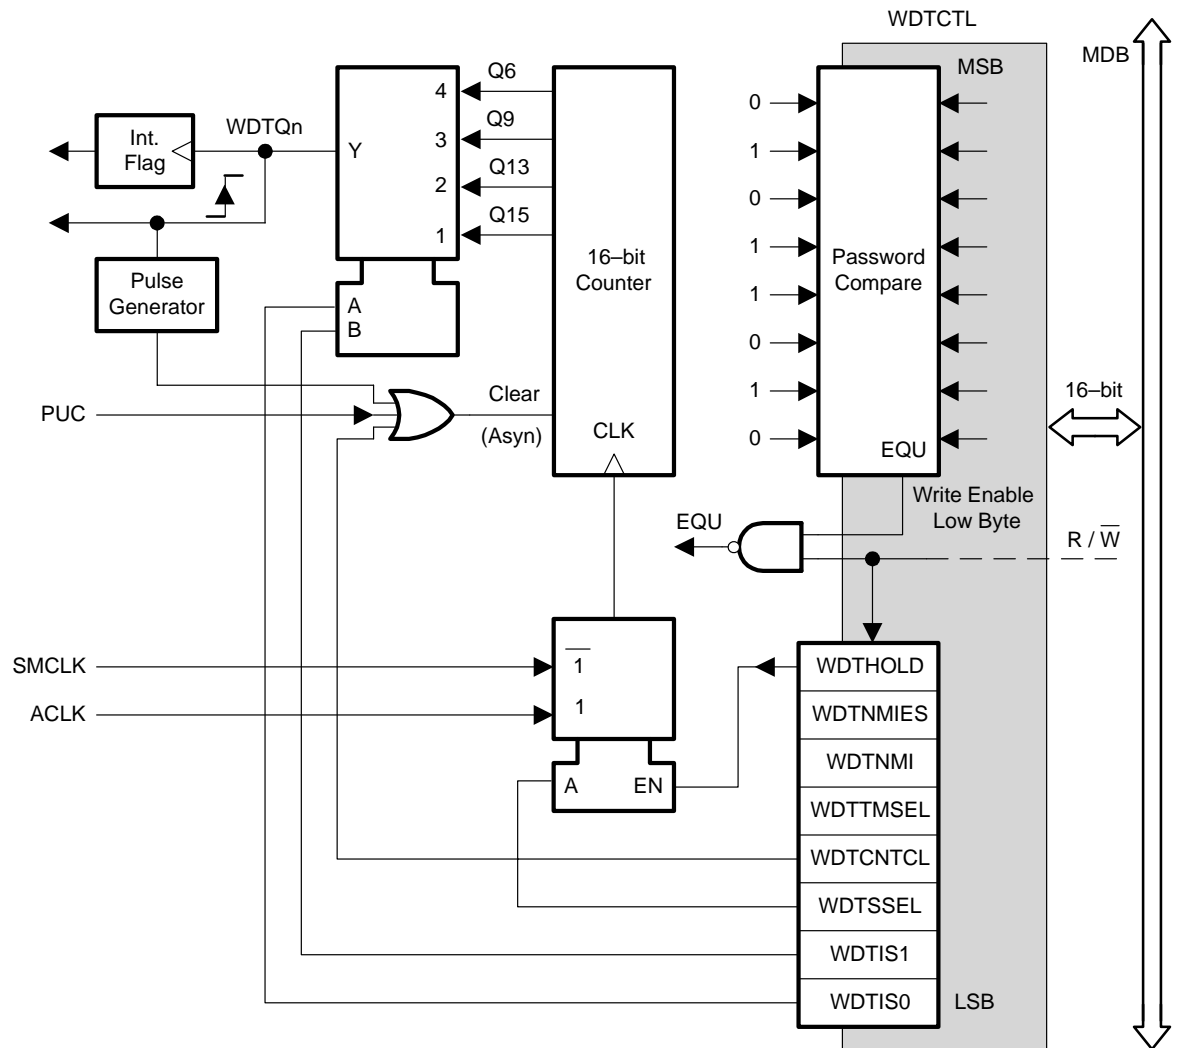 WDTCTL
MDB
MSB
Q6
4
0
Q9
WDTQn
Int.
Flag
Y
3
1
Q13
2
0
Q15
1
1
16–bit
Counter
Password
Compare
Pulse
Generator
1
A
B
0
1
16–bit
Clear
PUC
(Asyn)
CLK
0
EQU
Write Enable
Low Byte
EQU
R / W
SMCLK
1
WDTHOLD
ACLK
1
WDTNMIES
WDTNMI
A
EN
WDTTMSEL
WDTCNTCL
WDTSSEL
WDTIS1
WDTIS0
LSB